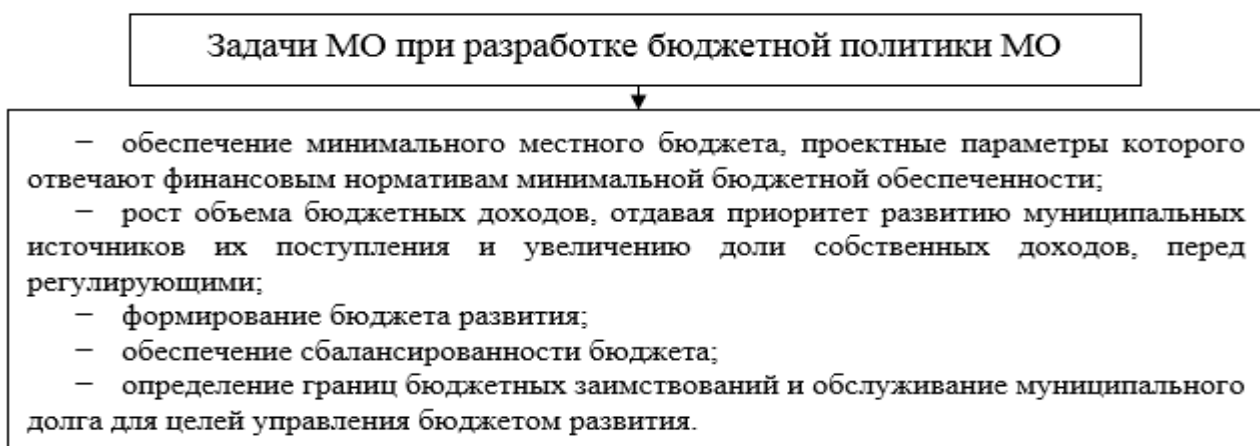 Задачи МО при разработке бюджетной политики МО
− обеспечение минимального местного бюджета, проектные параметры которого
отвечают финансовым нормативам минимальной бюджетной обеспеченности;
− рост объема бюджетных доходов, отдавая приоритет развитию муниципальных
источников их поступления и увеличению доли собственных доходов, перед
регулирующими;
− формирование бюджета развития;
− обеспечение сбалансированности бюджета;
− определение границ бюджетных заимствований и обслуживание муниципального
долга для целей управления бюджетом развития.